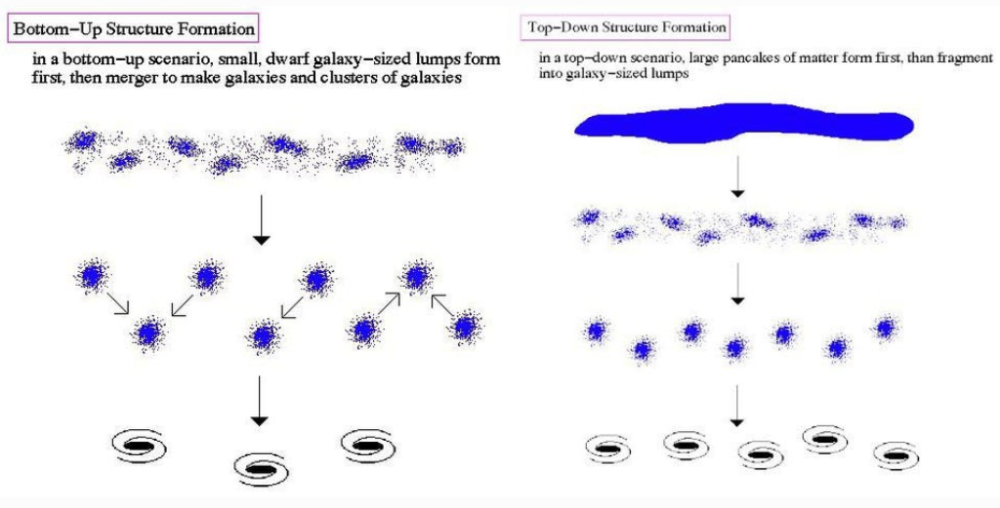 Bottom−Up Structure Formation
in a bottom−up scenario, small, dwarf galaxy−sized lumps form
first, then merger to make galaxies and clusters of galaxies
Top−Down Structure Formation
in a top−down scenario, large pancakes of matter form first, than fragment
into galaxy−sized lumps